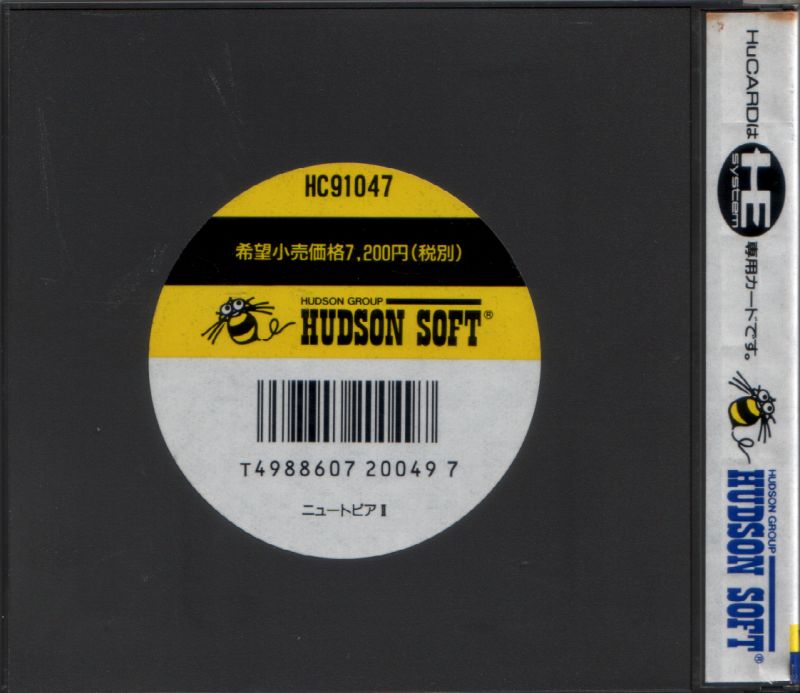 HC91047
希望小売価格7,200円(税別)
HUDSON GROUP
HUDSON SOFT®
T4988607 20049 7
ニュートピアⅡ
HuCARDは HE system 専用カードです。
HUDSON GROUP
HUDSON SOFT®